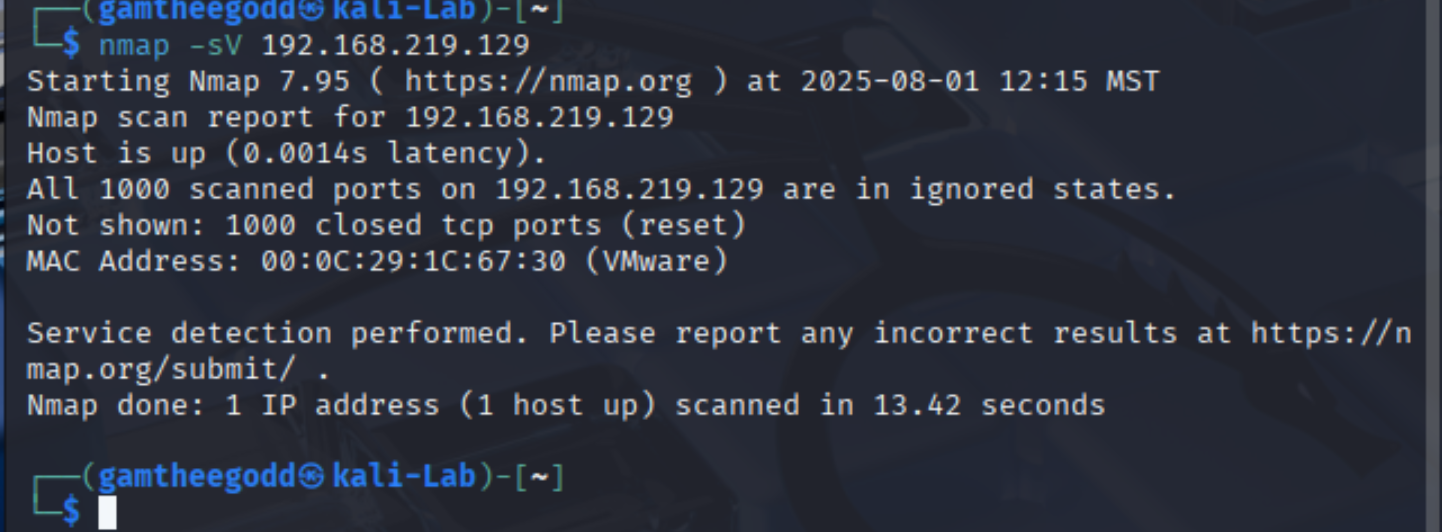 ┌──(gamtheegodd㉿kali-Lab)-[~]
└─$ nmap -sV 192.168.219.129
Starting Nmap 7.95 ( https://nmap.org ) at 2025-08-01 12:15 MST
Nmap scan report for 192.168.219.129
Host is up (0.0014s latency).
All 1000 scanned ports on 192.168.219.129 are in ignored states.
Not shown: 1000 closed tcp ports (reset)
MAC Address: 00:0C:29:1C:67:30 (VMware)
Service detection performed. Please report any incorrect results at https://n
map.org/submit/ .
Nmap done: 1 IP address (1 host up) scanned in 13.42 seconds
┌──(gamtheegodd㉿kali-Lab)-[~]
└─$